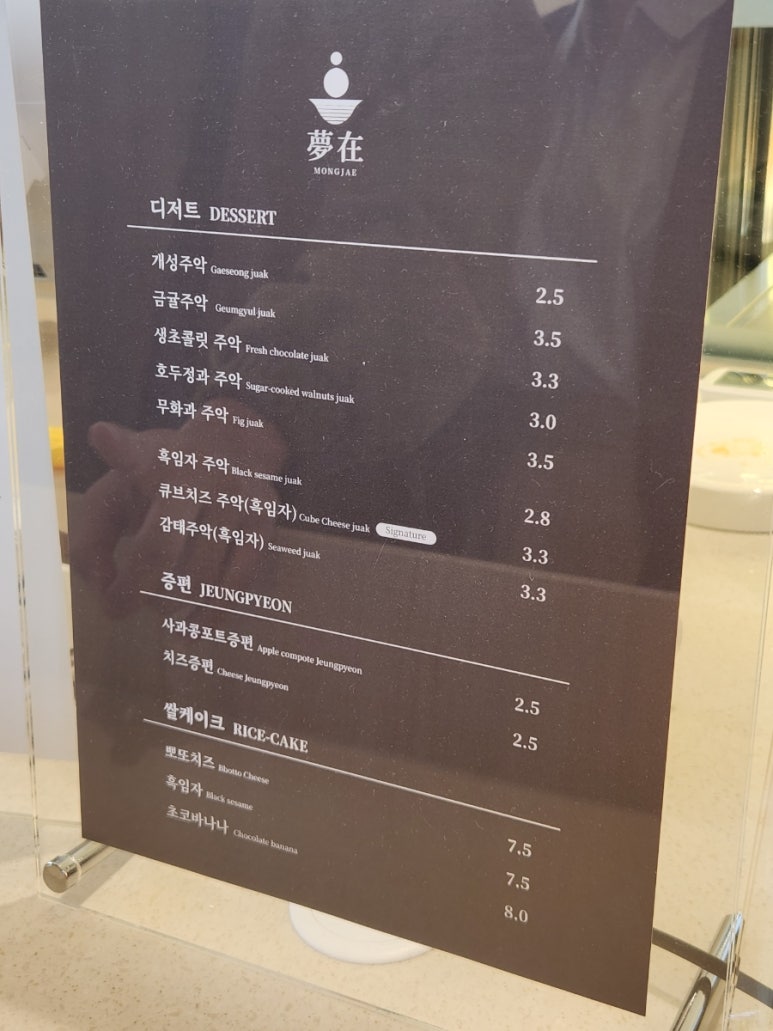 夢在
MONGJAE
디저트 DESSERT
개성주악 Gaeseong juak 2.5
금귤주악 Geumgyul juak 3.5
생초콜릿 주악 Fresh chocolate juak 3.3
호두정과 주악 Sugar-cooked walnuts juak 3.0
무화과 주악 Fig juak 3.5
흑임자 주악 Black sesame juak 2.8
큐브치즈 주악(흑임자) Cube Cheese juak Signature 3.3
감태주악(흑임자) Seaweed juak 3.3
증편 JEUNGPYEON
사과콩포트증편 Apple compote Jeungpyeon 2.5
치즈증편 Cheese Jeungpyeon 2.5
쌀케이크 RICE-CAKE
뽀또치즈 Bhotto Cheese 7.5
흑임자 Black sesame 7.5
초코바나나 Chocolate banana 8.0